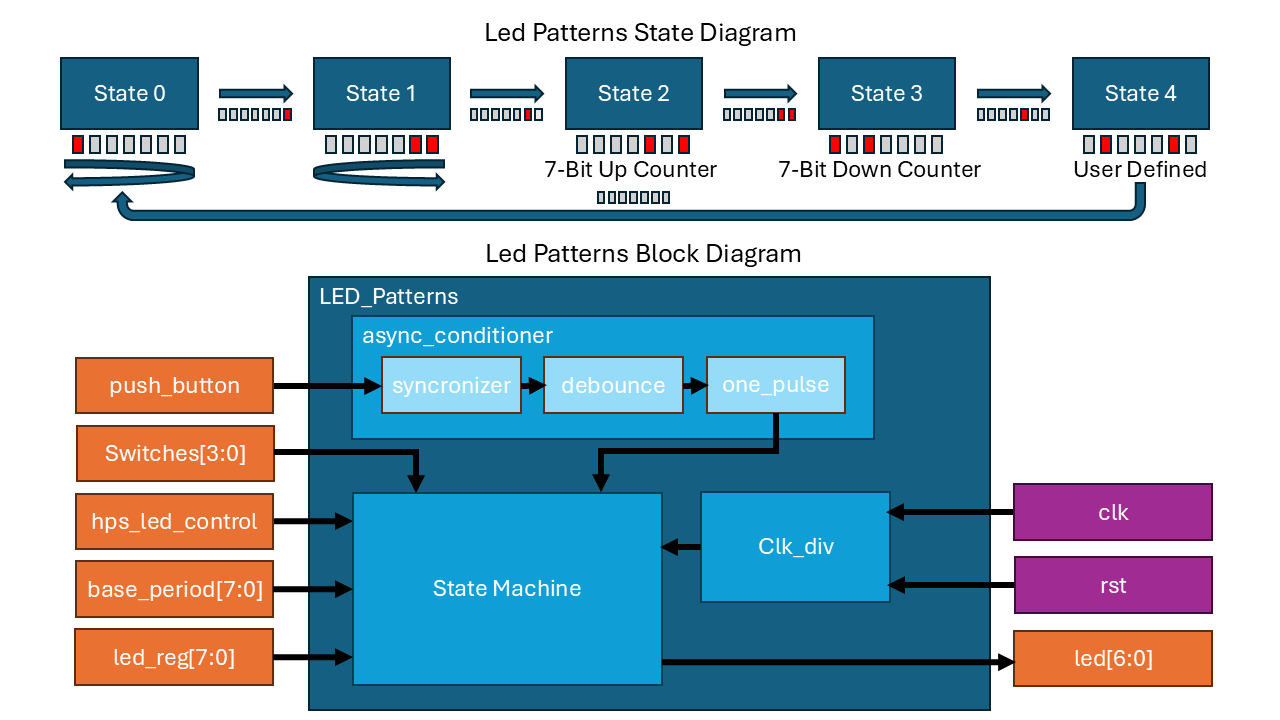 Led Patterns State Diagram
State 0
State 1
State 2
State 3
State 4
7-Bit Up Counter
7-Bit Down Counter
User Defined
Led Patterns Block Diagram
LED_Patterns
async_conditioner
push_button
syncronizer
debounce
one_pulse
Switches[3:0]
hps_led_control
clk
Clk_div
base_period[7:0]
State Machine
rst
led_reg[7:0]
led[6:0]